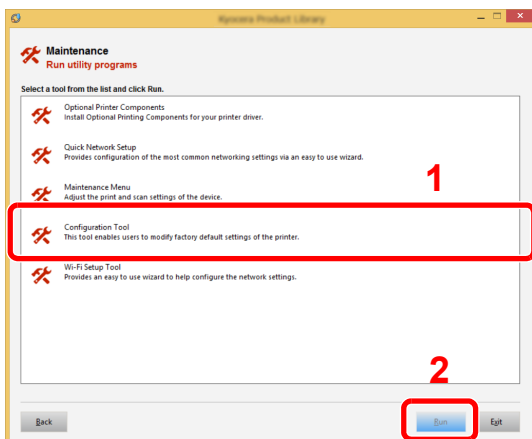 Kyocera Product Library
Maintenance
Run utility programs
Select a tool from the list and click Run.
Optional Printer Components
Install Optional Printing Components for your printer driver.
Quick Network Setup
Provides configuration of the most common networking settings via an easy to use wizard.
1
Maintenance Menu
Adjust the print and scan settings of the device.
Configuration Tool
This tool enables users to modify factory default settings of the printer.
Wi-Fi Setup Tool
Provides an easy to use wizard to help configure the network settings.
2
Back
Run
Exit